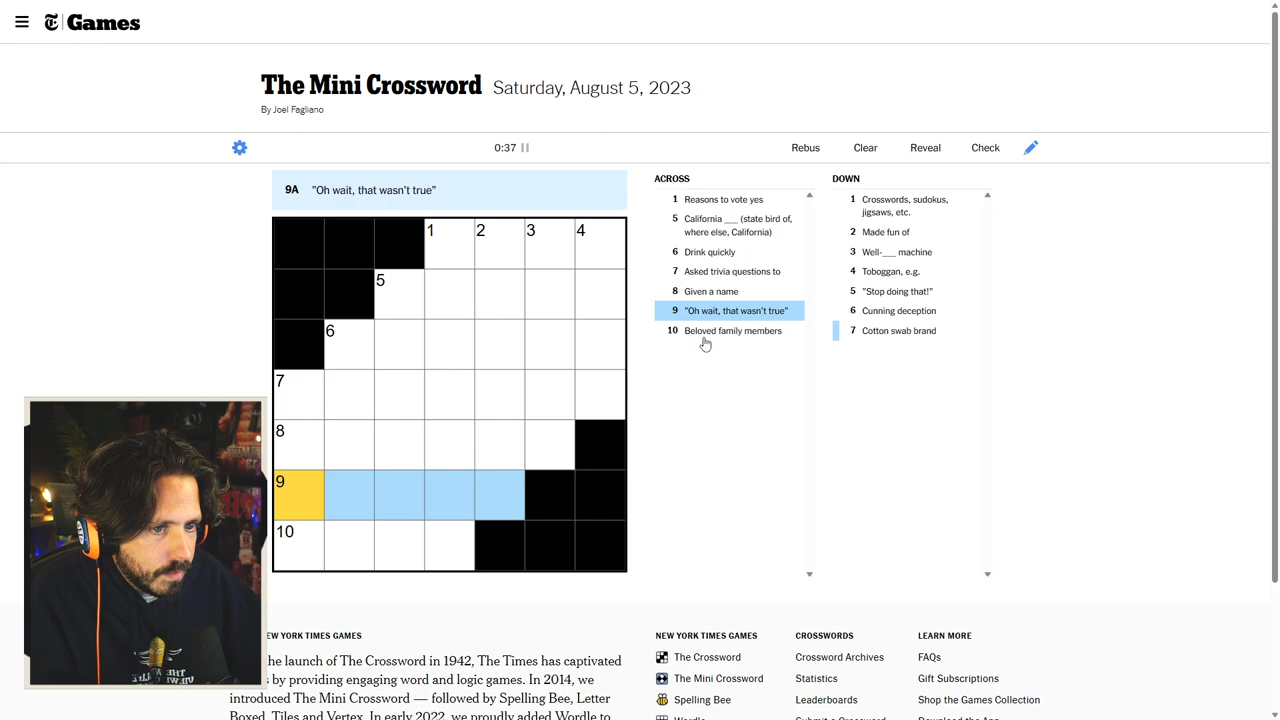 Games
The Mini Crossword Saturday, August 5, 2023
By Joel Fagliano
0:37
Rebus Clear Reveal Check
9A "Oh wait, that wasn't true"
1 2 3 4
5
6
7
8
9
10
ACROSS
1 Reasons to vote yes
5 California ___ (state bird of,
where else, California)
6 Drink quickly
7 Asked trivia questions to
8 Given a name
9 "Oh wait, that wasn't true"
10 Beloved family members
DOWN
1 Crosswords, sudokus,
jigsaws, etc.
2 Made fun of
3 Well-___ machine
4 Toboggan, e.g.
5 "Stop doing that!"
6 Cunning deception
7 Cotton swab brand
EW YORK TIMES GAMES
he launch of The Crossword in 1942, The Times has captivated
s by providing engaging word and logic games. In 2014, we
introduced The Mini Crossword — followed by Spelling Bee, Letter
Boxed, Tiles and Vertex. In early 2022, we proudly added Wordle to
NEW YORK TIMES GAMES
The Crossword
The Mini Crossword
Spelling Bee
Wordle
CROSSWORDS
Crossword Archives
Statistics
Leaderboards
Submit a Crossword
LEARN MORE
FAQs
Gift Subscriptions
Shop the Games Collection
Download the App